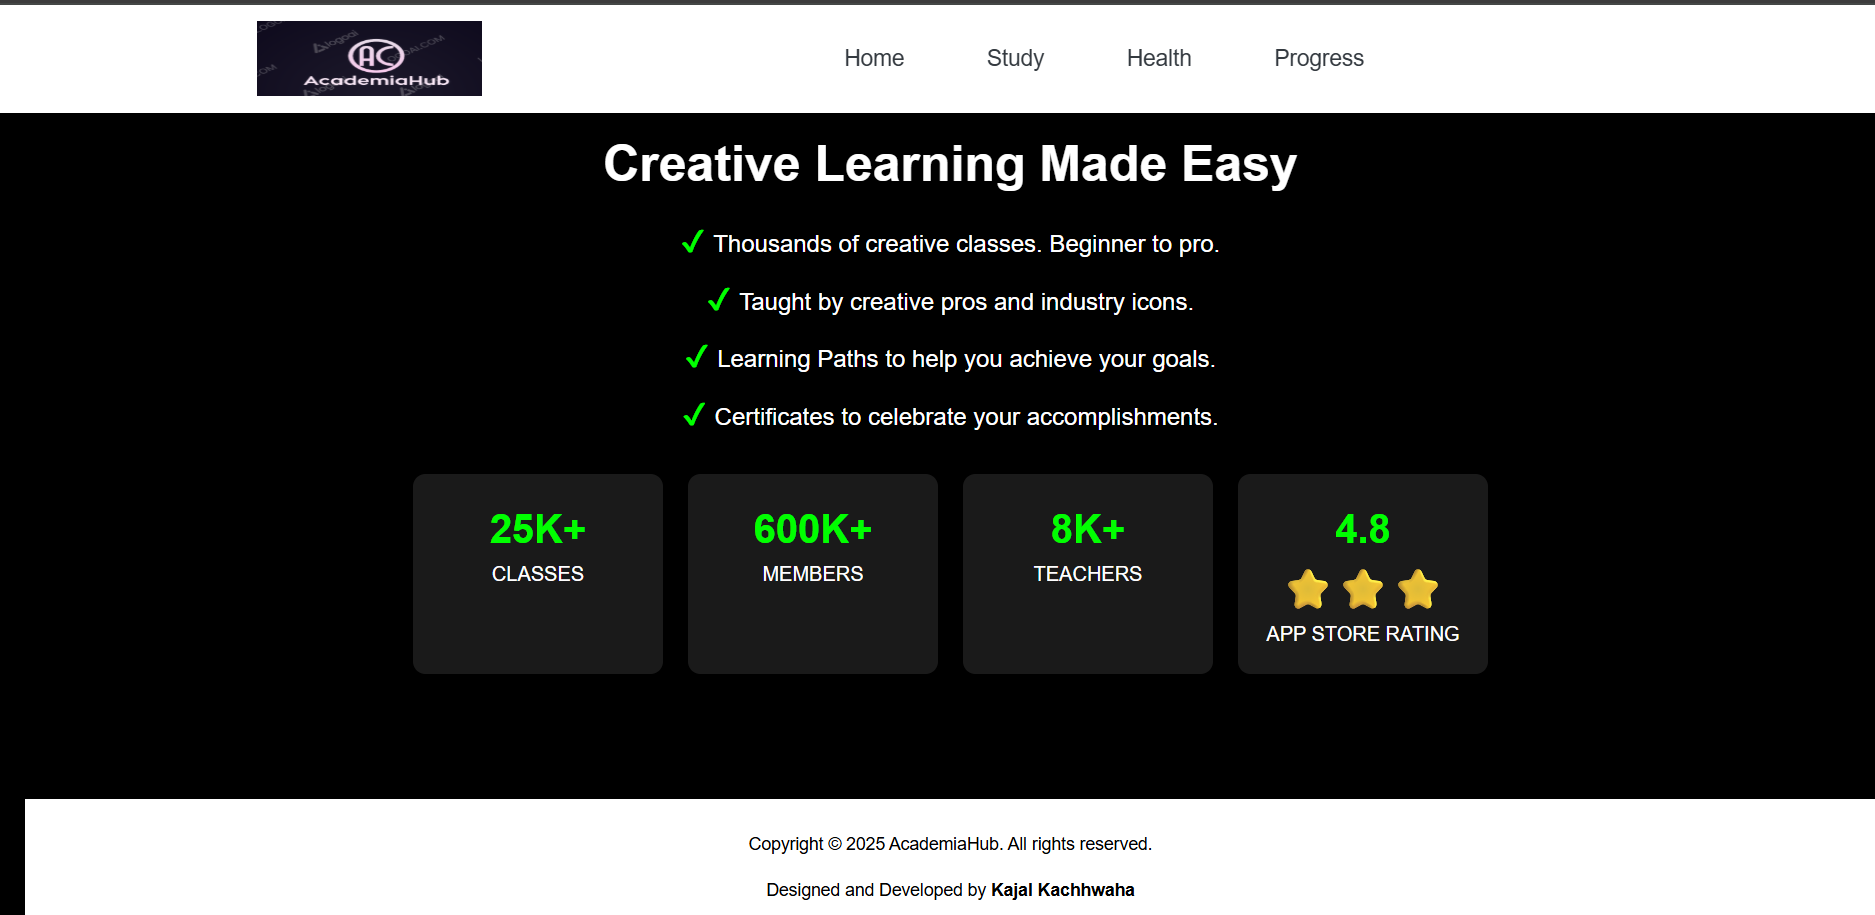 AC
AcademiaHub
Home Study Health Progress
Creative Learning Made Easy
✓ Thousands of creative classes. Beginner to pro.
✓ Taught by creative pros and industry icons.
✓ Learning Paths to help you achieve your goals.
✓ Certificates to celebrate your accomplishments.
25K+
CLASSES
600K+
MEMBERS
8K+
TEACHERS
4.8
APP STORE RATING
Copyright © 2025 AcademiaHub. All rights reserved.
Designed and Developed by Kajal Kachhwaha